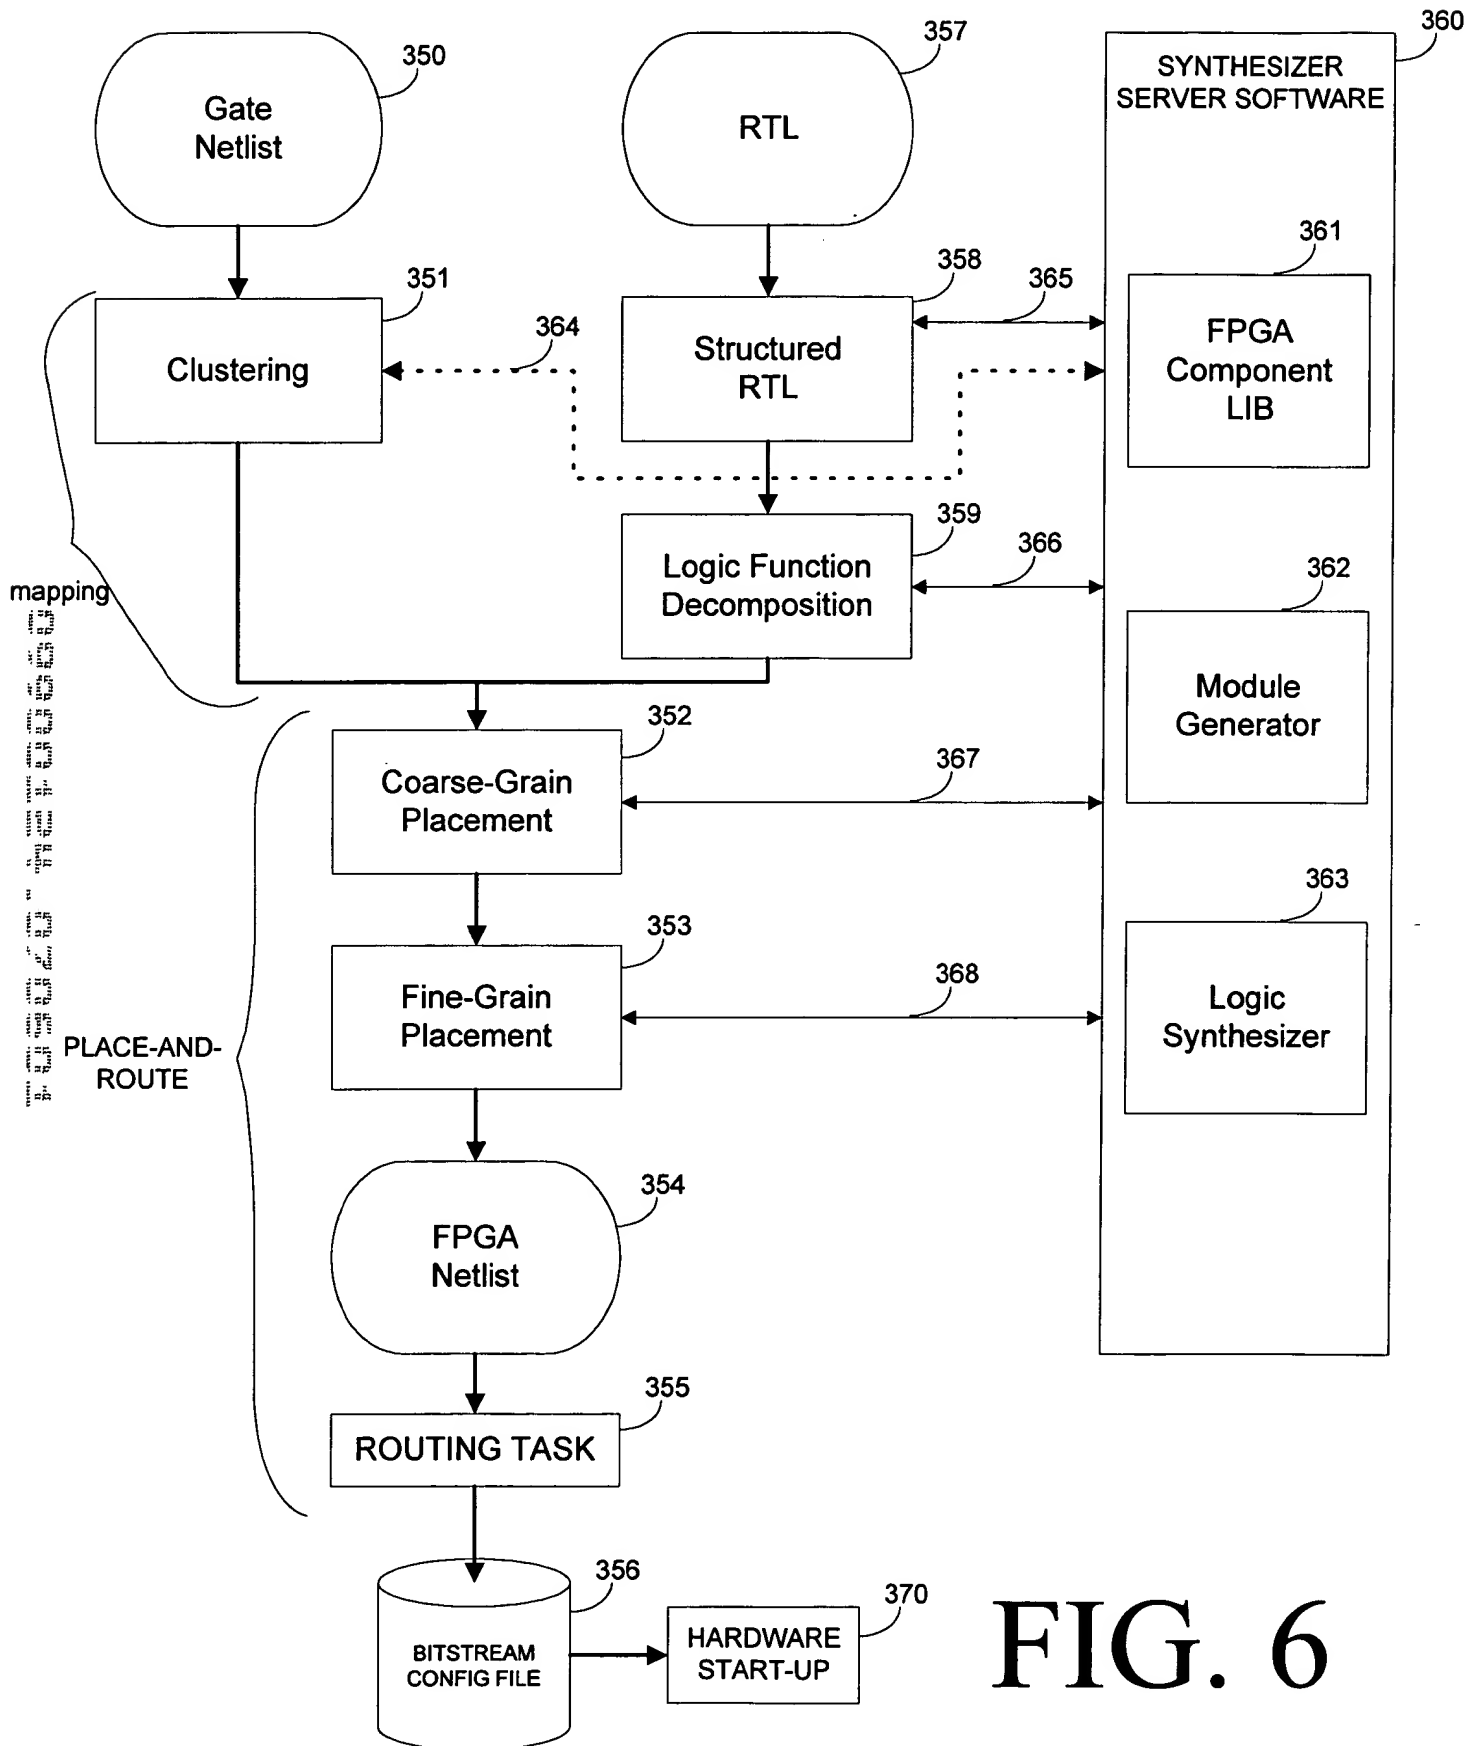 350
Gate
Netlist
357
RTL
360
SYNTHESIZER
SERVER SOFTWARE
351
Clustering
364
358
Structured
RTL
365
361
FPGA
Component
LIB
359
Logic Function
Decomposition
366
mapping
362
Module
Generator
352
Coarse-Grain
Placement
367
353
Fine-Grain
Placement
368
363
Logic
Synthesizer
PLACE-AND-
ROUTE
354
FPGA
Netlist
355
ROUTING TASK
356
BITSTREAM
CONFIG FILE
370
HARDWARE
START-UP
FIG. 6